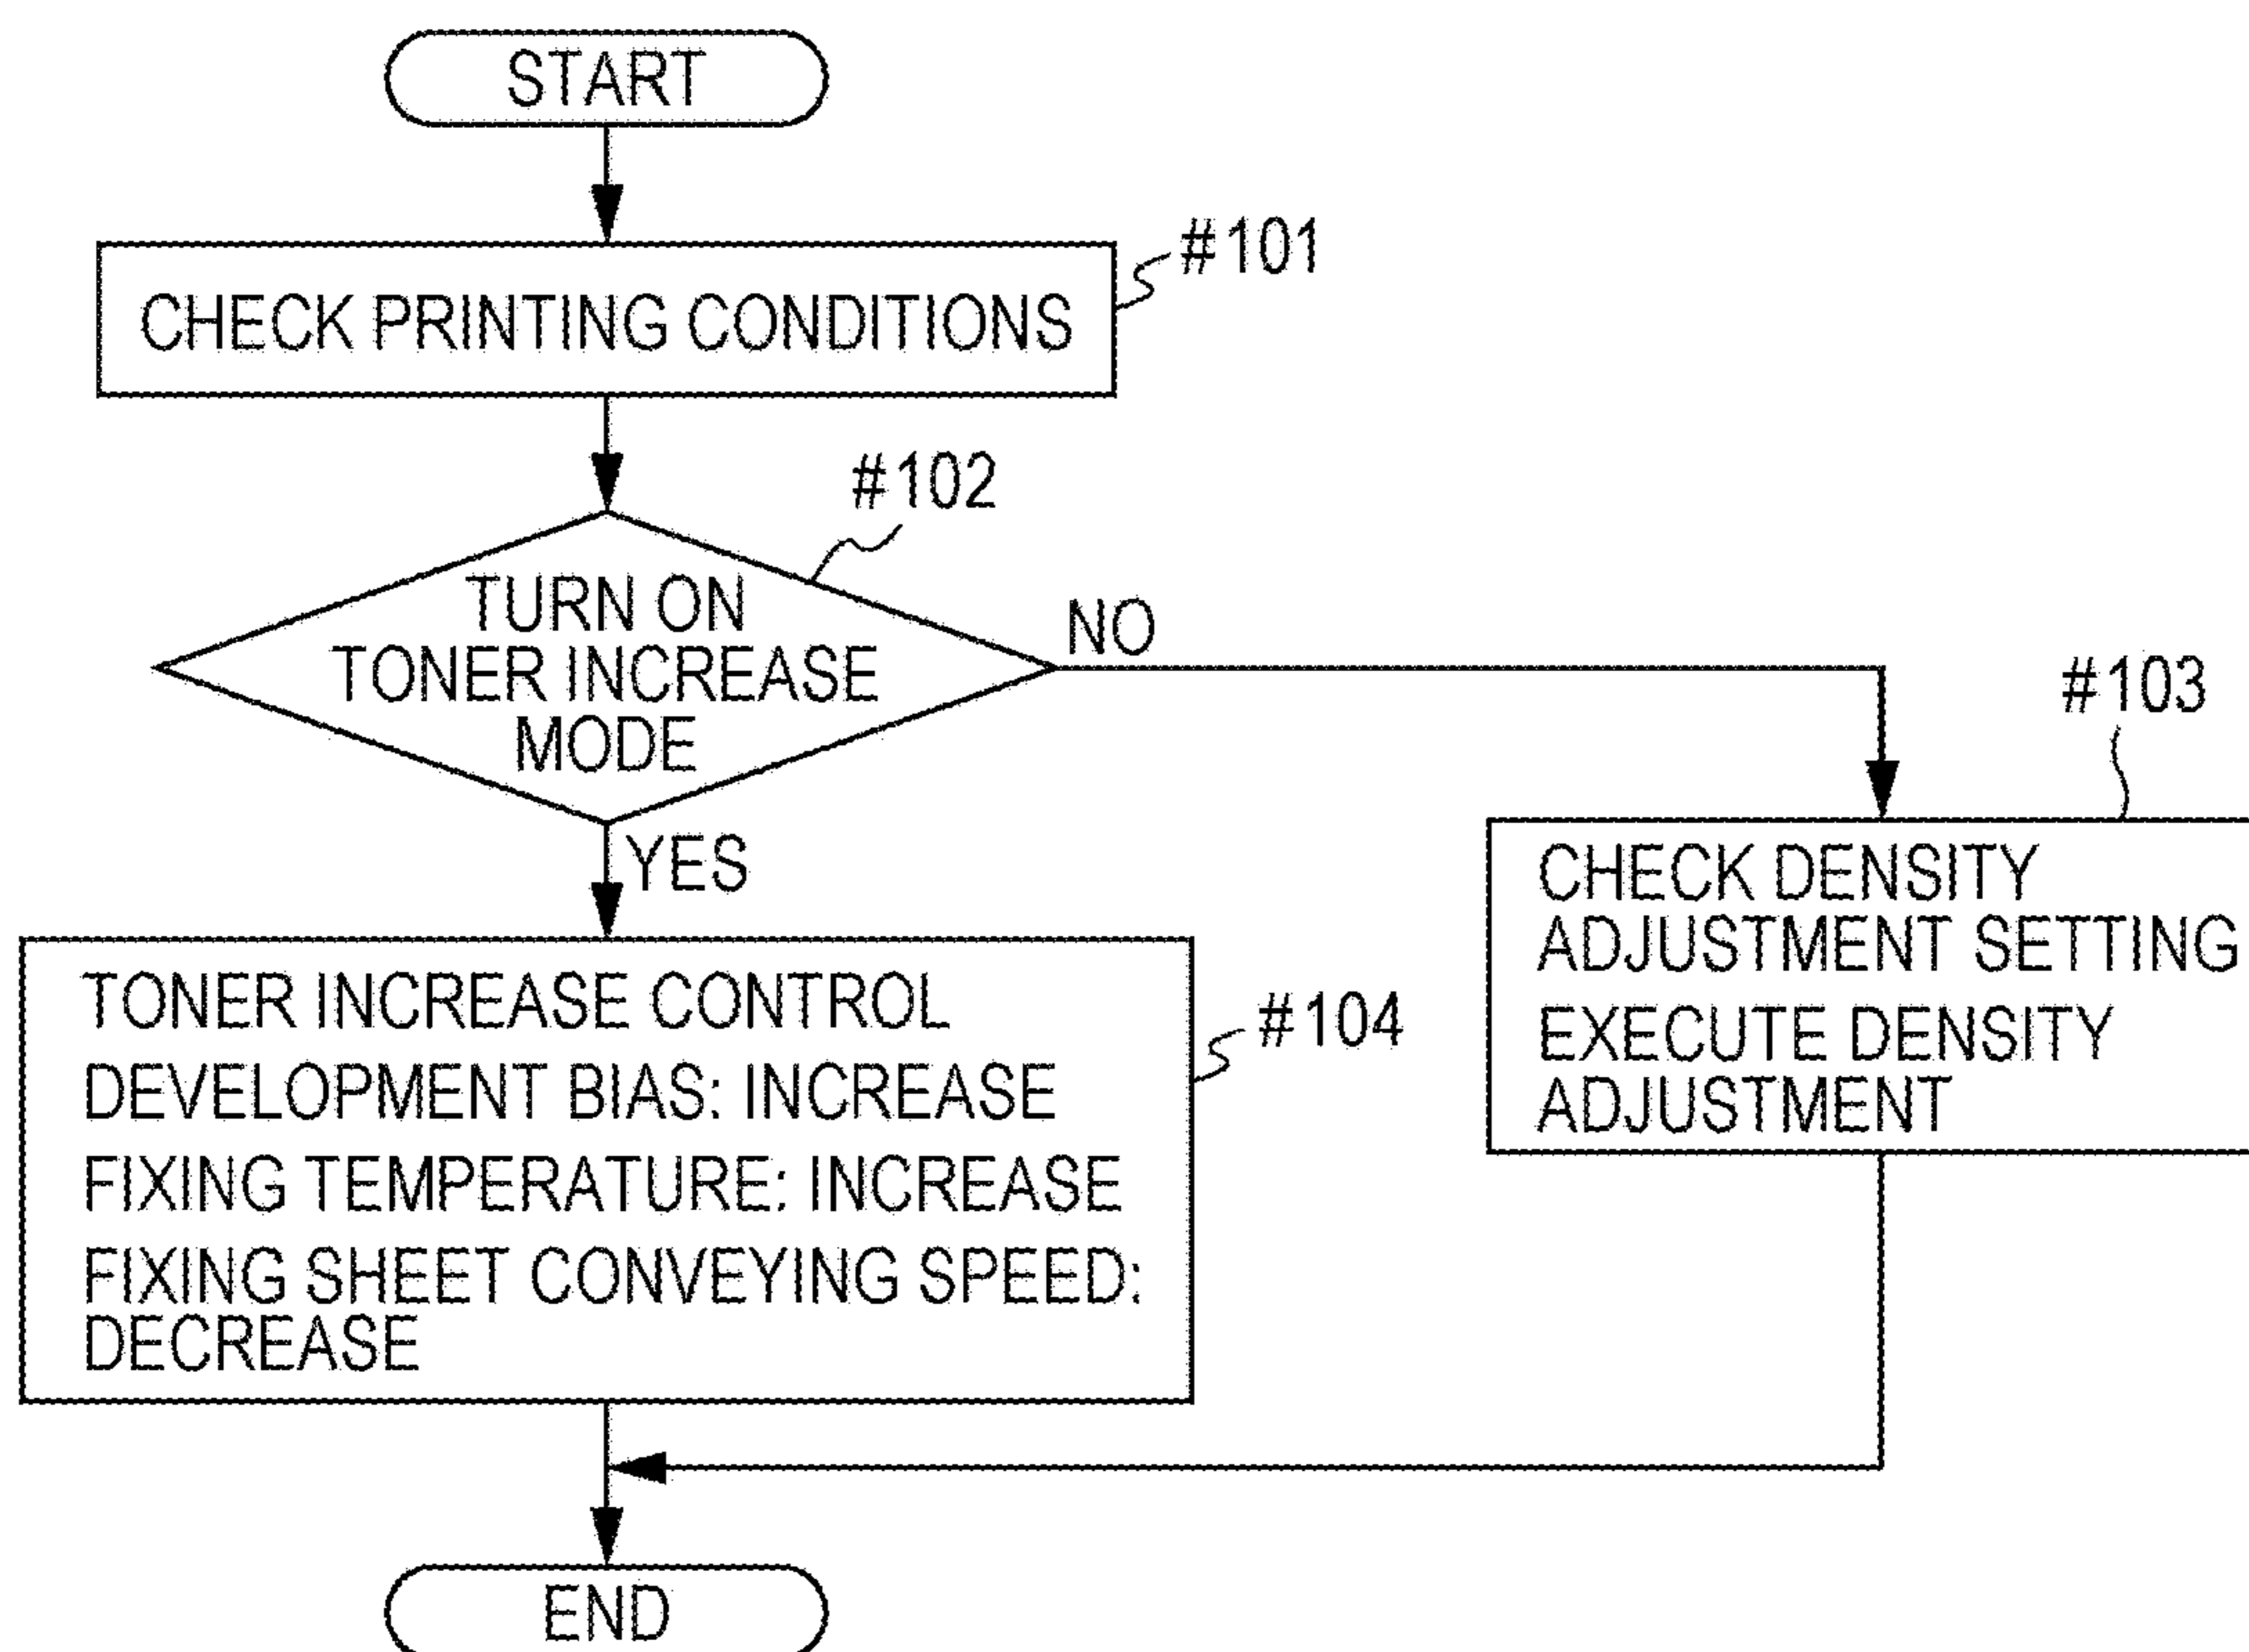 START
#101
CHECK PRINTING CONDITIONS
#102
TURN ON
TONER INCREASE
MODE
NO
YES
#103
CHECK DENSITY
ADJUSTMENT SETTING
EXECUTE DENSITY
ADJUSTMENT
#104
TONER INCREASE CONTROL
DEVELOPMENT BIAS: INCREASE
FIXING TEMPERATURE: INCREASE
FIXING SHEET CONVEYING SPEED:
DECREASE
END